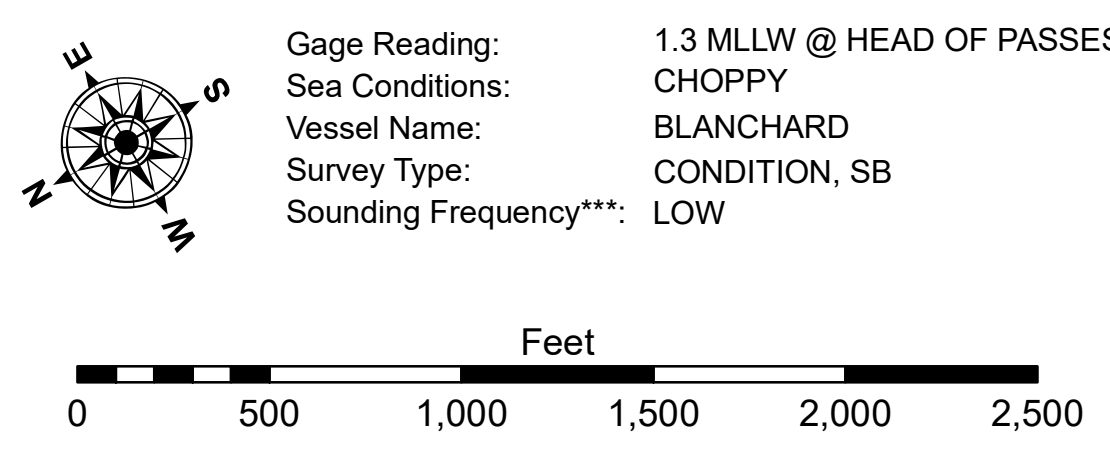 E
S
N
W
Gage Reading: 1.3 MLLW @ HEAD OF PASSES
Sea Conditions: CHOPPY
Vessel Name: BLANCHARD
Survey Type: CONDITION, SB
Sounding Frequency***: LOW
Feet
0 500 1,000 1,500 2,000 2,500